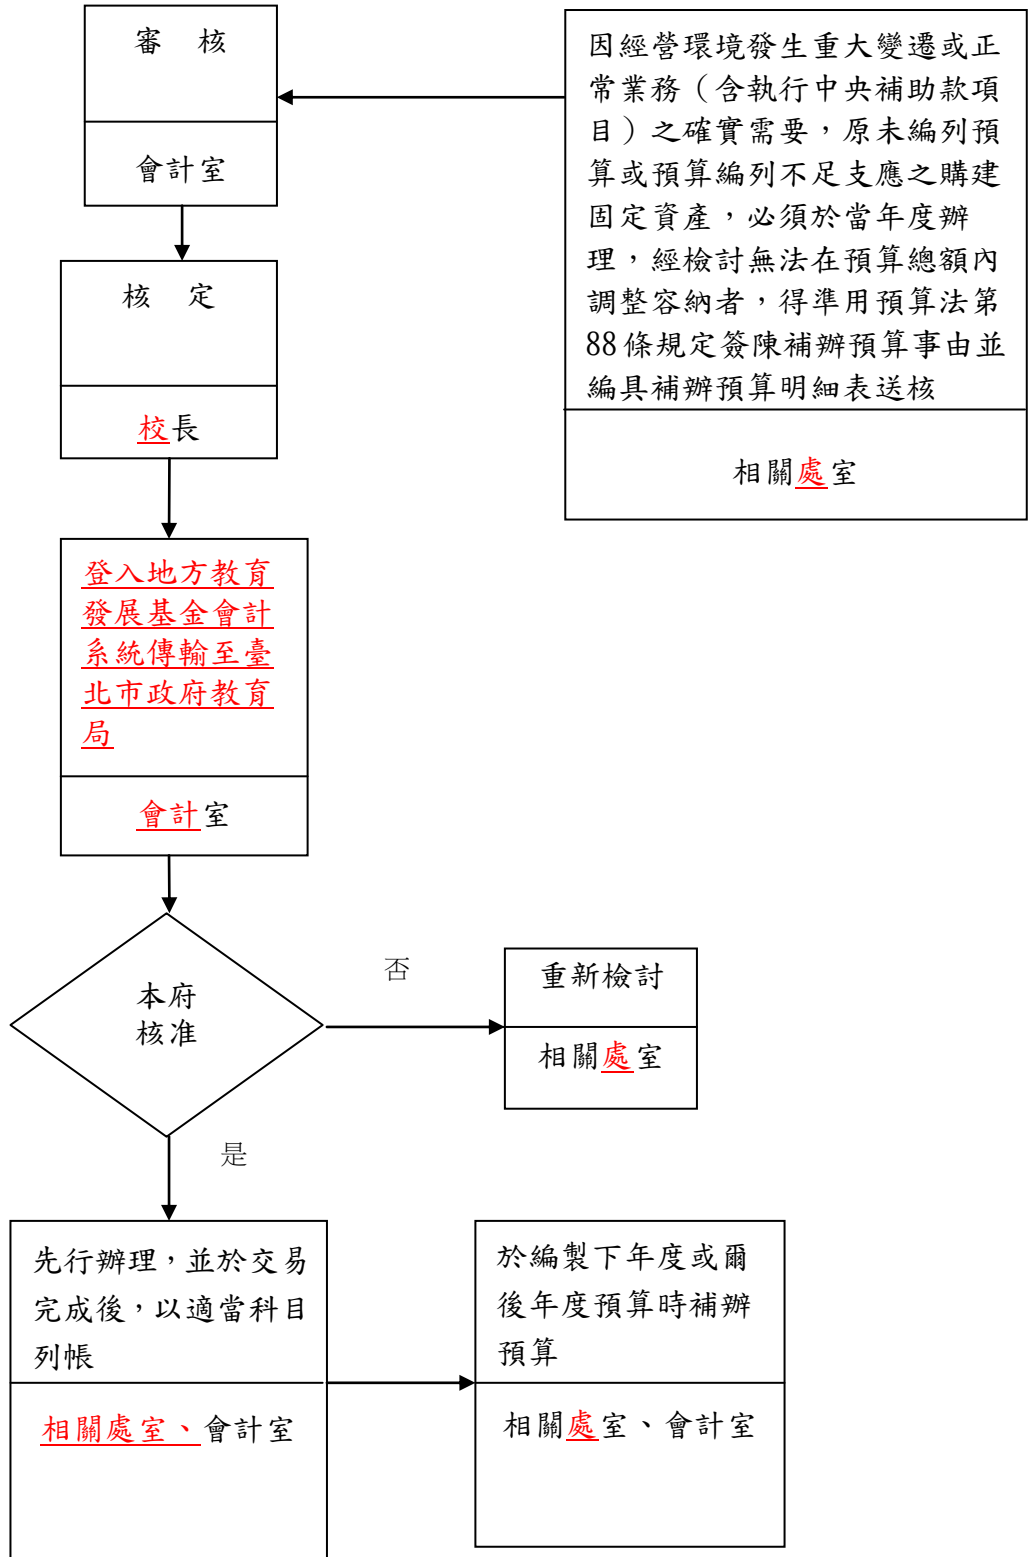 審　核
會計室
因經營環境發生重大變遷或正
常業務（含執行中央補助款項
目）之確實需要，原未編列預
算或預算編列不足支應之購建
固定資產，必須於當年度辦
理，經檢討無法在預算總額內
調整容納者，得準用預算法第
88條規定簽陳補辦預算事由並
編具補辦預算明細表送核
相關處室
核　定
校長
登入地方教育
發展基金會計
系統傳輸至臺
北市政府教育
局
會計室
本府
核准
否
重新檢討
相關處室
是
先行辦理，並於交易
完成後，以適當科目
列帳
相關處室、會計室
於編製下年度或爾
後年度預算時補辦
預算
相關處室、會計室